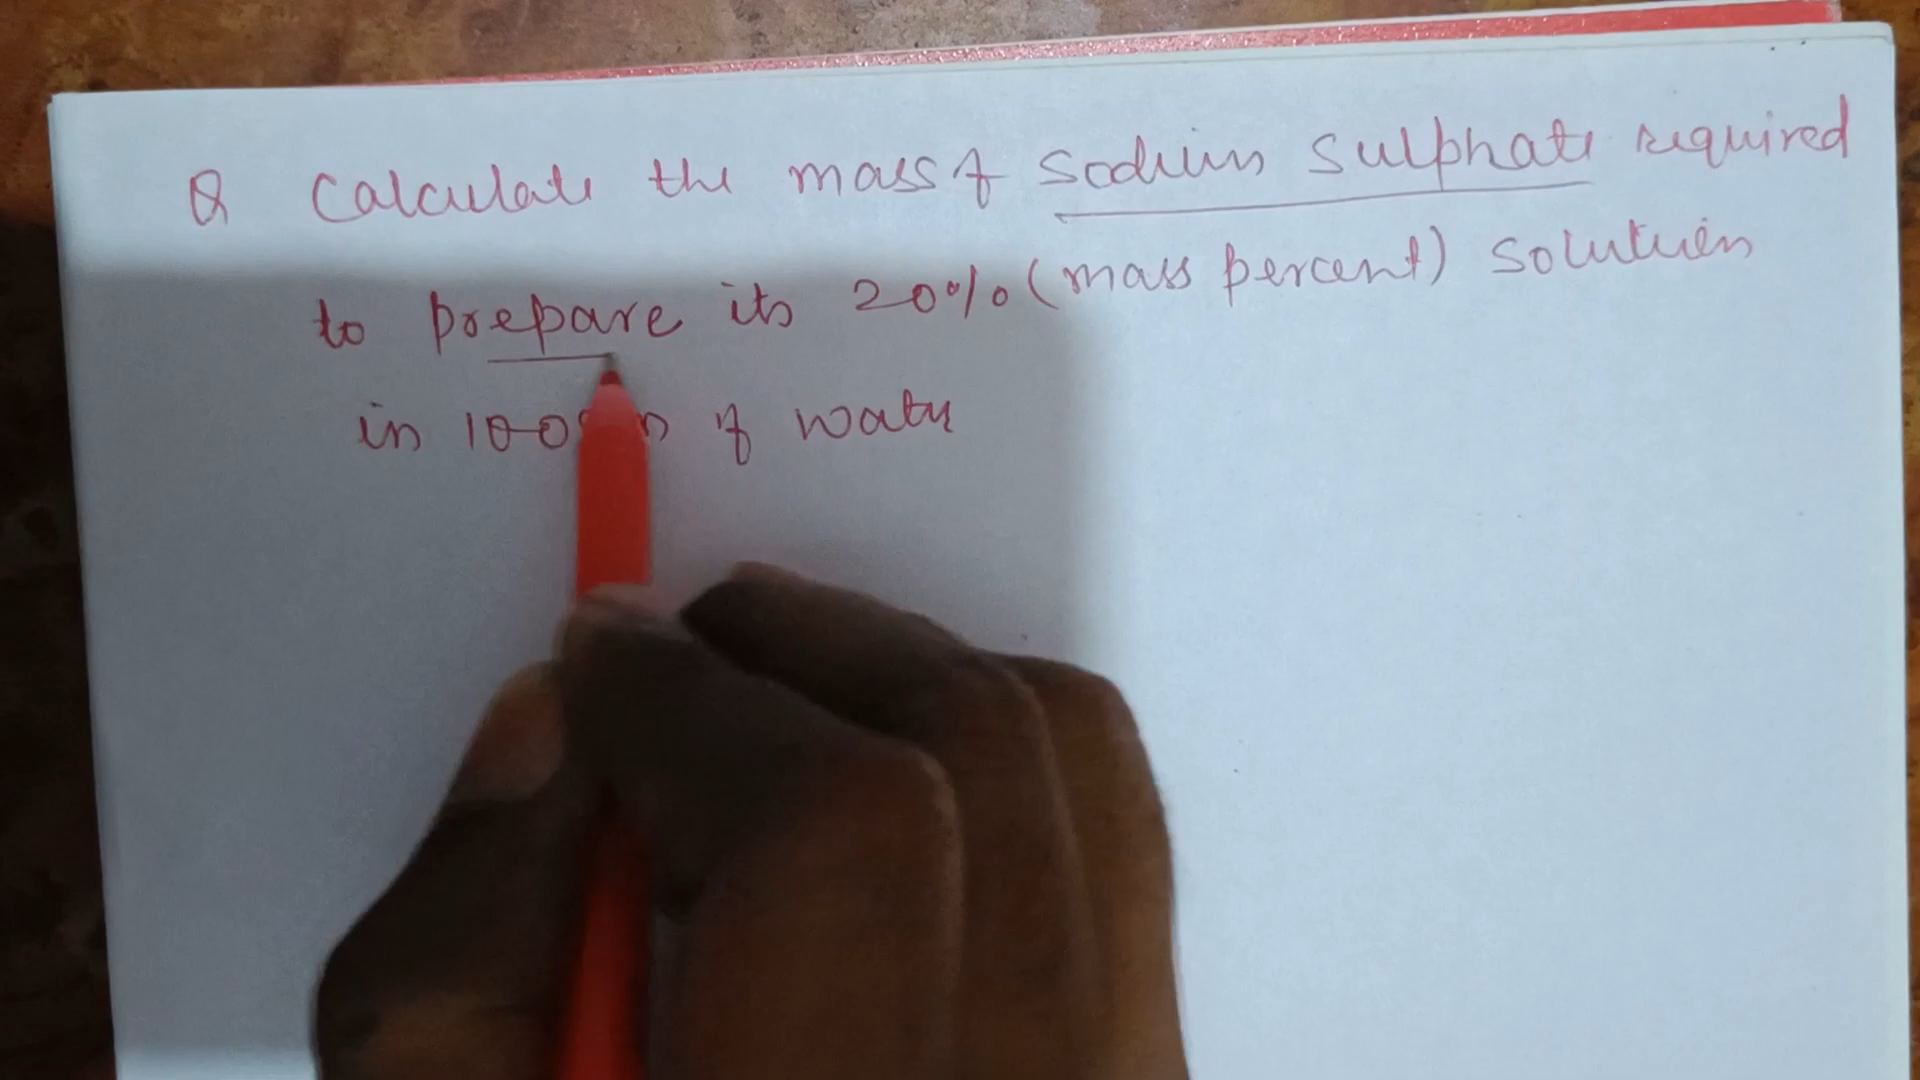 Q Calculate the mass of sodium sulphate required
to prepare its 20% (mass percent) solution
in of water